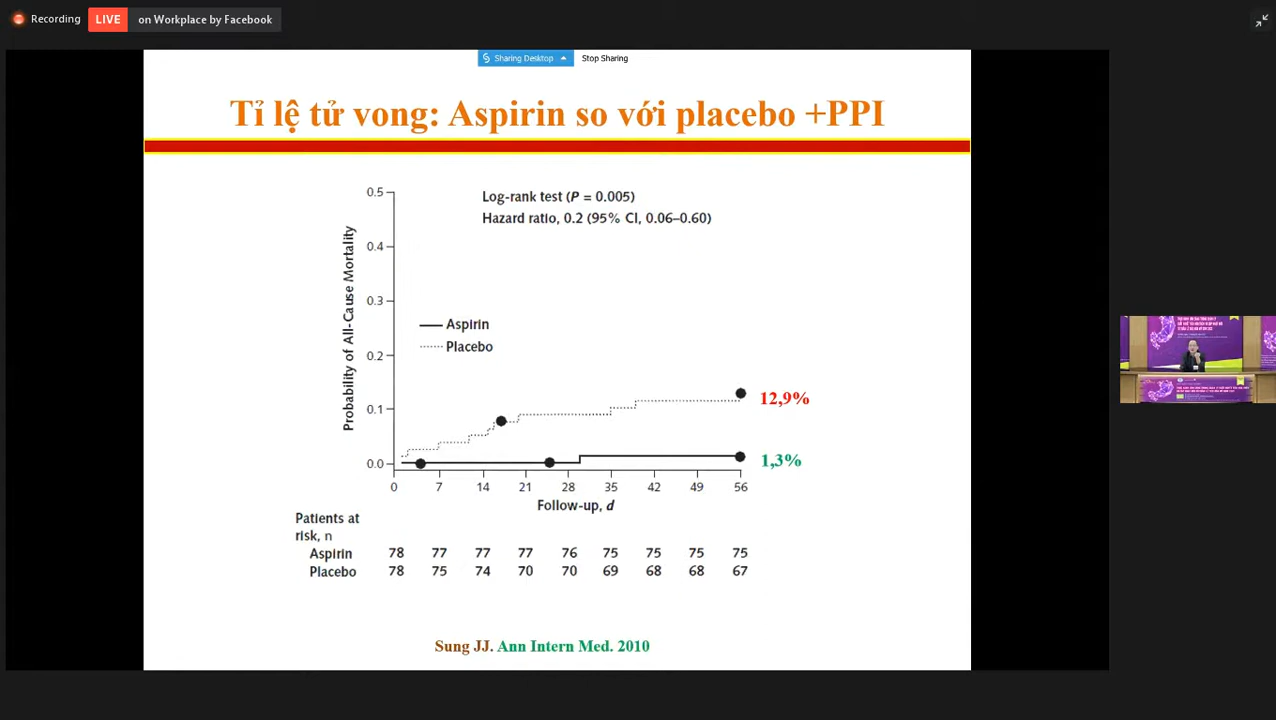 Recording
LIVE on Workplace by Facebook
Sharing Desktop Stop Sharing
Tỉ lệ tử vong: Aspirin so với placebo +PPI
Log-rank test (P = 0.005)
Hazard ratio, 0.2 (95% CI, 0.06–0.60)
Probability of All-Cause Mortality
0.5
0.4
0.3
0.2
0.1
0.0
Aspirin
Placebo
12,9%
1,3%
0 7 14 21 28 35 42 49 56
Follow-up, d
Patients at
risk, n
Aspirin 78 77 77 77 76 75 75 75 75
Placebo 78 75 74 70 70 69 68 68 67
Sung JJ. Ann Intern Med. 2010